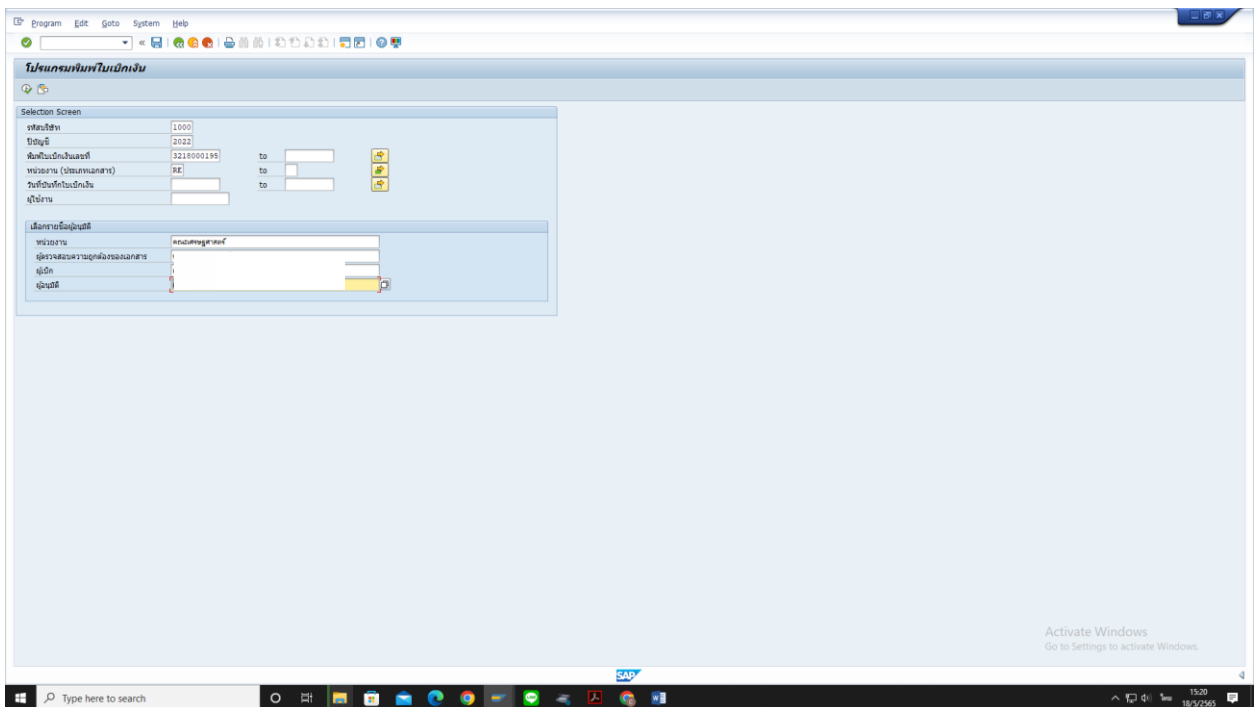 Program Edit Goto System Help
โปรแกรมพิมพ์ใบเบิกเงิน
Selection Screen
รหัสบริษัท 1000
ปีบัญชี 2022
พิมพ์ใบเบิกเงินเลขที่ 3218000195 to
หน่วยงาน (ประเภทเอกสาร) RE to
วันที่บันทึกใบเบิกเงิน to
ผู้ใช้งาน
เลือกรายชื่อผู้อนุมัติ
หน่วยงาน คณะเศรษฐศาสตร์
ผู้ตรวจสอบความถูกต้องของเอกสาร
ผู้เบิก
ผู้อนุมัติ
Activate Windows
Go to Settings to activate Windows.
SAP
Type here to search
15:20
18/5/2565